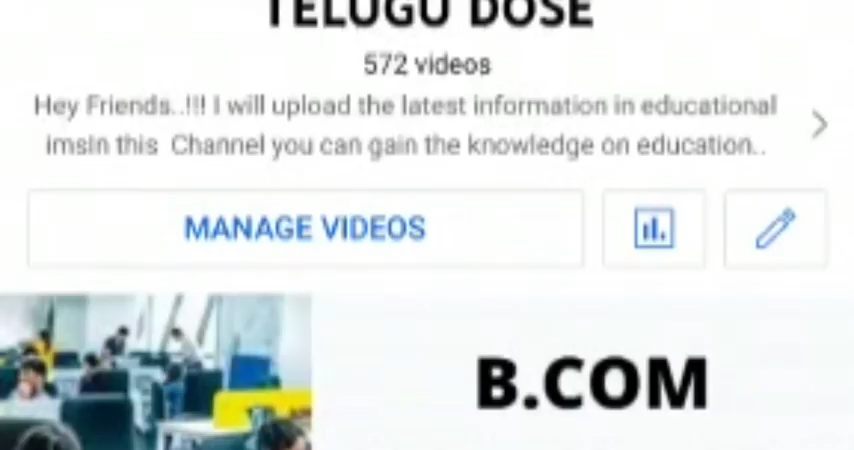 TELUGU DOSE
572 videos
Hey Friends..!!! I will upload the latest information in educational
imsIn this Channel you can gain the knowledge on education..
MANAGE VIDEOS
B.COM